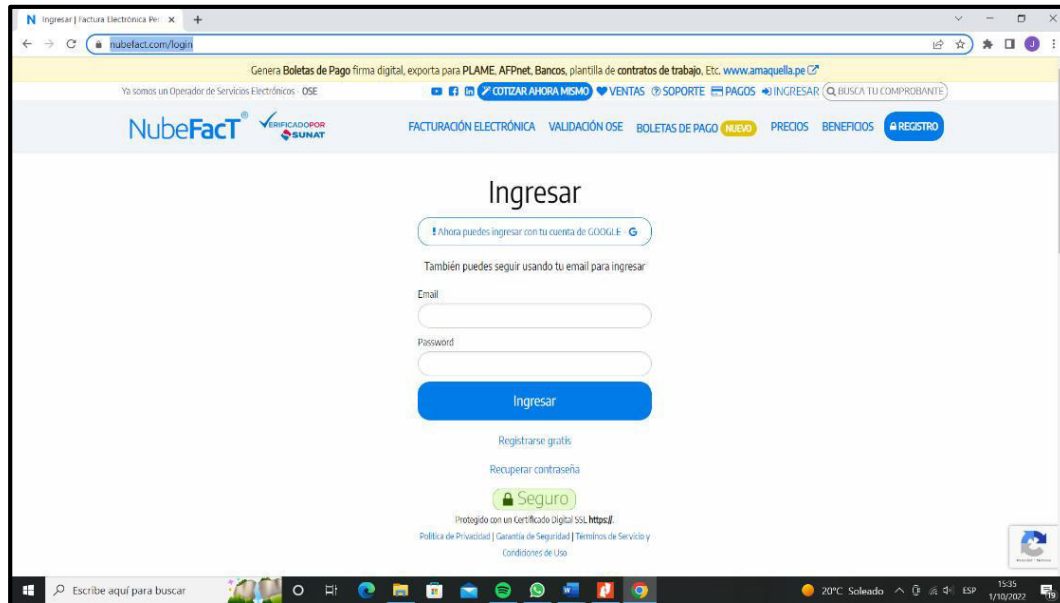 N Ingresar | Factura Electrónica Per
nubefact.com/login
Genera Boletas de Pago firma digital, exporta para PLAME, AFPnet, Bancos, plantilla de contratos de trabajo, Etc. www.amaquella.pe
Ya somos un Operador de Servicios Electrónicos - OSE
COTIZAR AHORA MISMO VENTAS SOPORTE PAGOS INGRESAR BUSCA TU COMPROBANTE
NubeFacT® VERIFICADO POR SUNAT
FACTURACIÓN ELECTRÓNICA VALIDACIÓN OSE BOLETAS DE PAGO NUEVO PRECIOS BENEFICIOS REGISTRO
Ingresar
! Ahora puedes ingresar con tu cuenta de GOOGLE - G
También puedes seguir usando tu email para ingresar
Email
Password
Ingresar
Registrarse gratis
Recuperar contraseña
Seguro
Protegido con un Certificado Digital SSL https://.
Política de Privacidad | Garantía de Seguridad | Términos de Servicio y
Condiciones de Uso
Escribe aquí para buscar
20°C Soleado ESP
15:35
1/10/2022
19